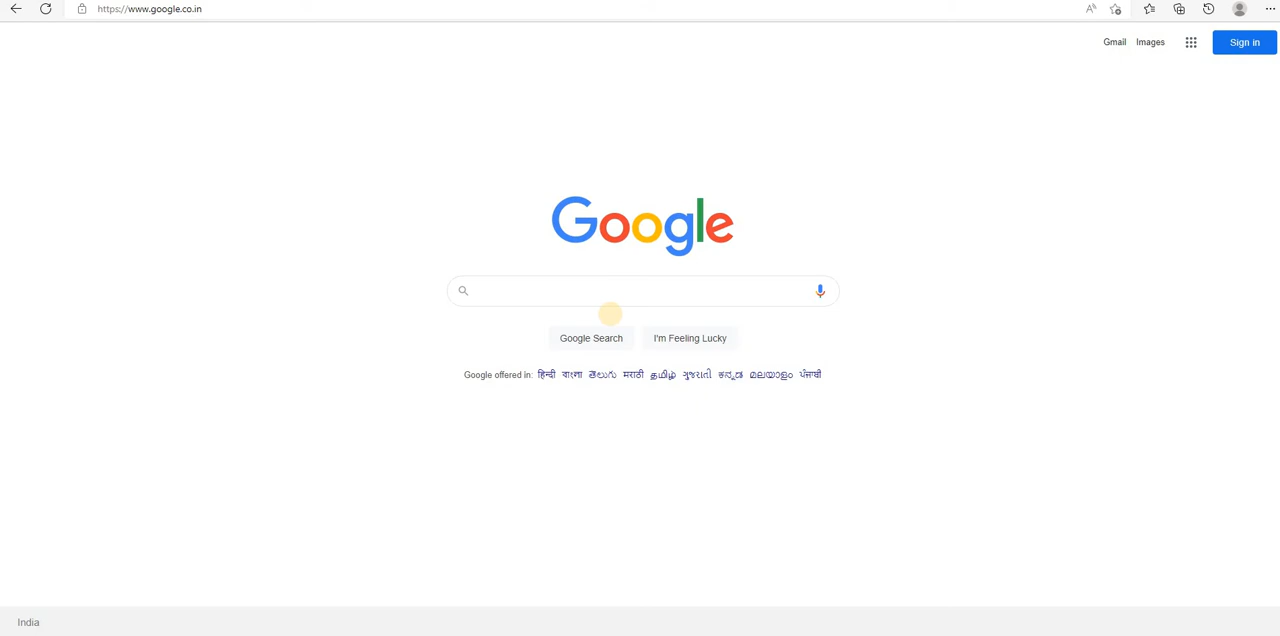 https://www.google.co.in
Gmail Images Sign in
Google
Google Search I'm Feeling Lucky
Google offered in: हिन्दी বাংলা తెలుగు मराठी தமிழ் ગુજરાતી ಕನ್ನಡ മലയാളം ਪੰਜਾਬੀ
India